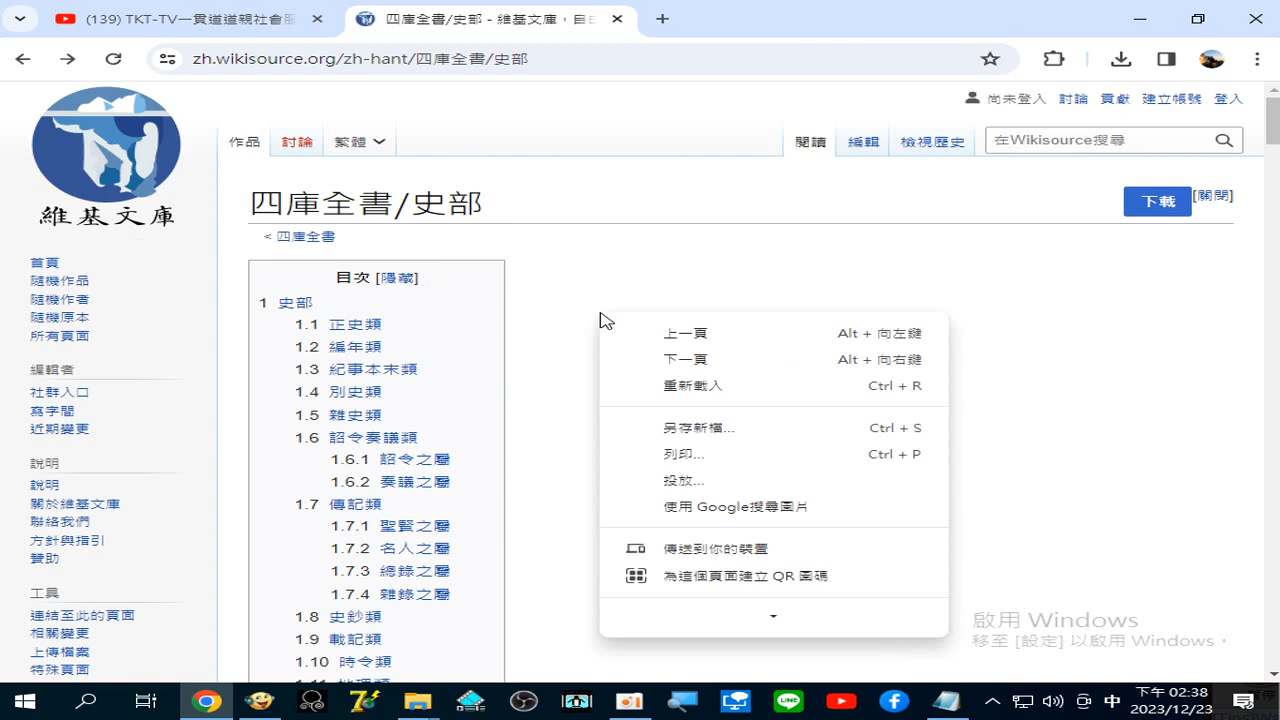 (139) TKT-TV一貫道道親社會服
四庫全書/史部 - 維基文庫，自由
zh.wikisource.org/zh-hant/四庫全書/史部
尚未登入 討論 貢獻 建立帳號 登入
作品 討論 繁體 閱讀 編輯 檢視歷史 在Wikisource搜尋
維基文庫
四庫全書/史部
下載 [關閉]
< 四庫全書
首頁
隨機作品
隨機作者
隨機原本
所有頁面
編輯者
社群入口
寫字間
近期變更
說明
說明
關於維基文庫
聯絡我們
方針與指引
贊助
工具
連結至此的頁面
相關變更
上傳檔案
特殊頁面
目次 [隱藏]
1 史部
1.1 正史類
1.2 編年類
1.3 紀事本末類
1.4 別史類
1.5 雜史類
1.6 詔令奏議類
1.6.1 詔令之屬
1.6.2 奏議之屬
1.7 傳記類
1.7.1 聖賢之屬
1.7.2 名人之屬
1.7.3 總錄之屬
1.7.4 雜錄之屬
1.8 史鈔類
1.9 載記類
1.10 時令類
上一頁 Alt + 向左鍵
下一頁 Alt + 向右鍵
重新載入 Ctrl + R
另存新檔... Ctrl + S
列印... Ctrl + P
投放...
使用 Google搜尋圖片
傳送到你的裝置
為這個頁面建立 QR 圖碼
啟用 Windows
移至 [設定] 以啟用 Windows。
中
下午 02:38
2023/12/23